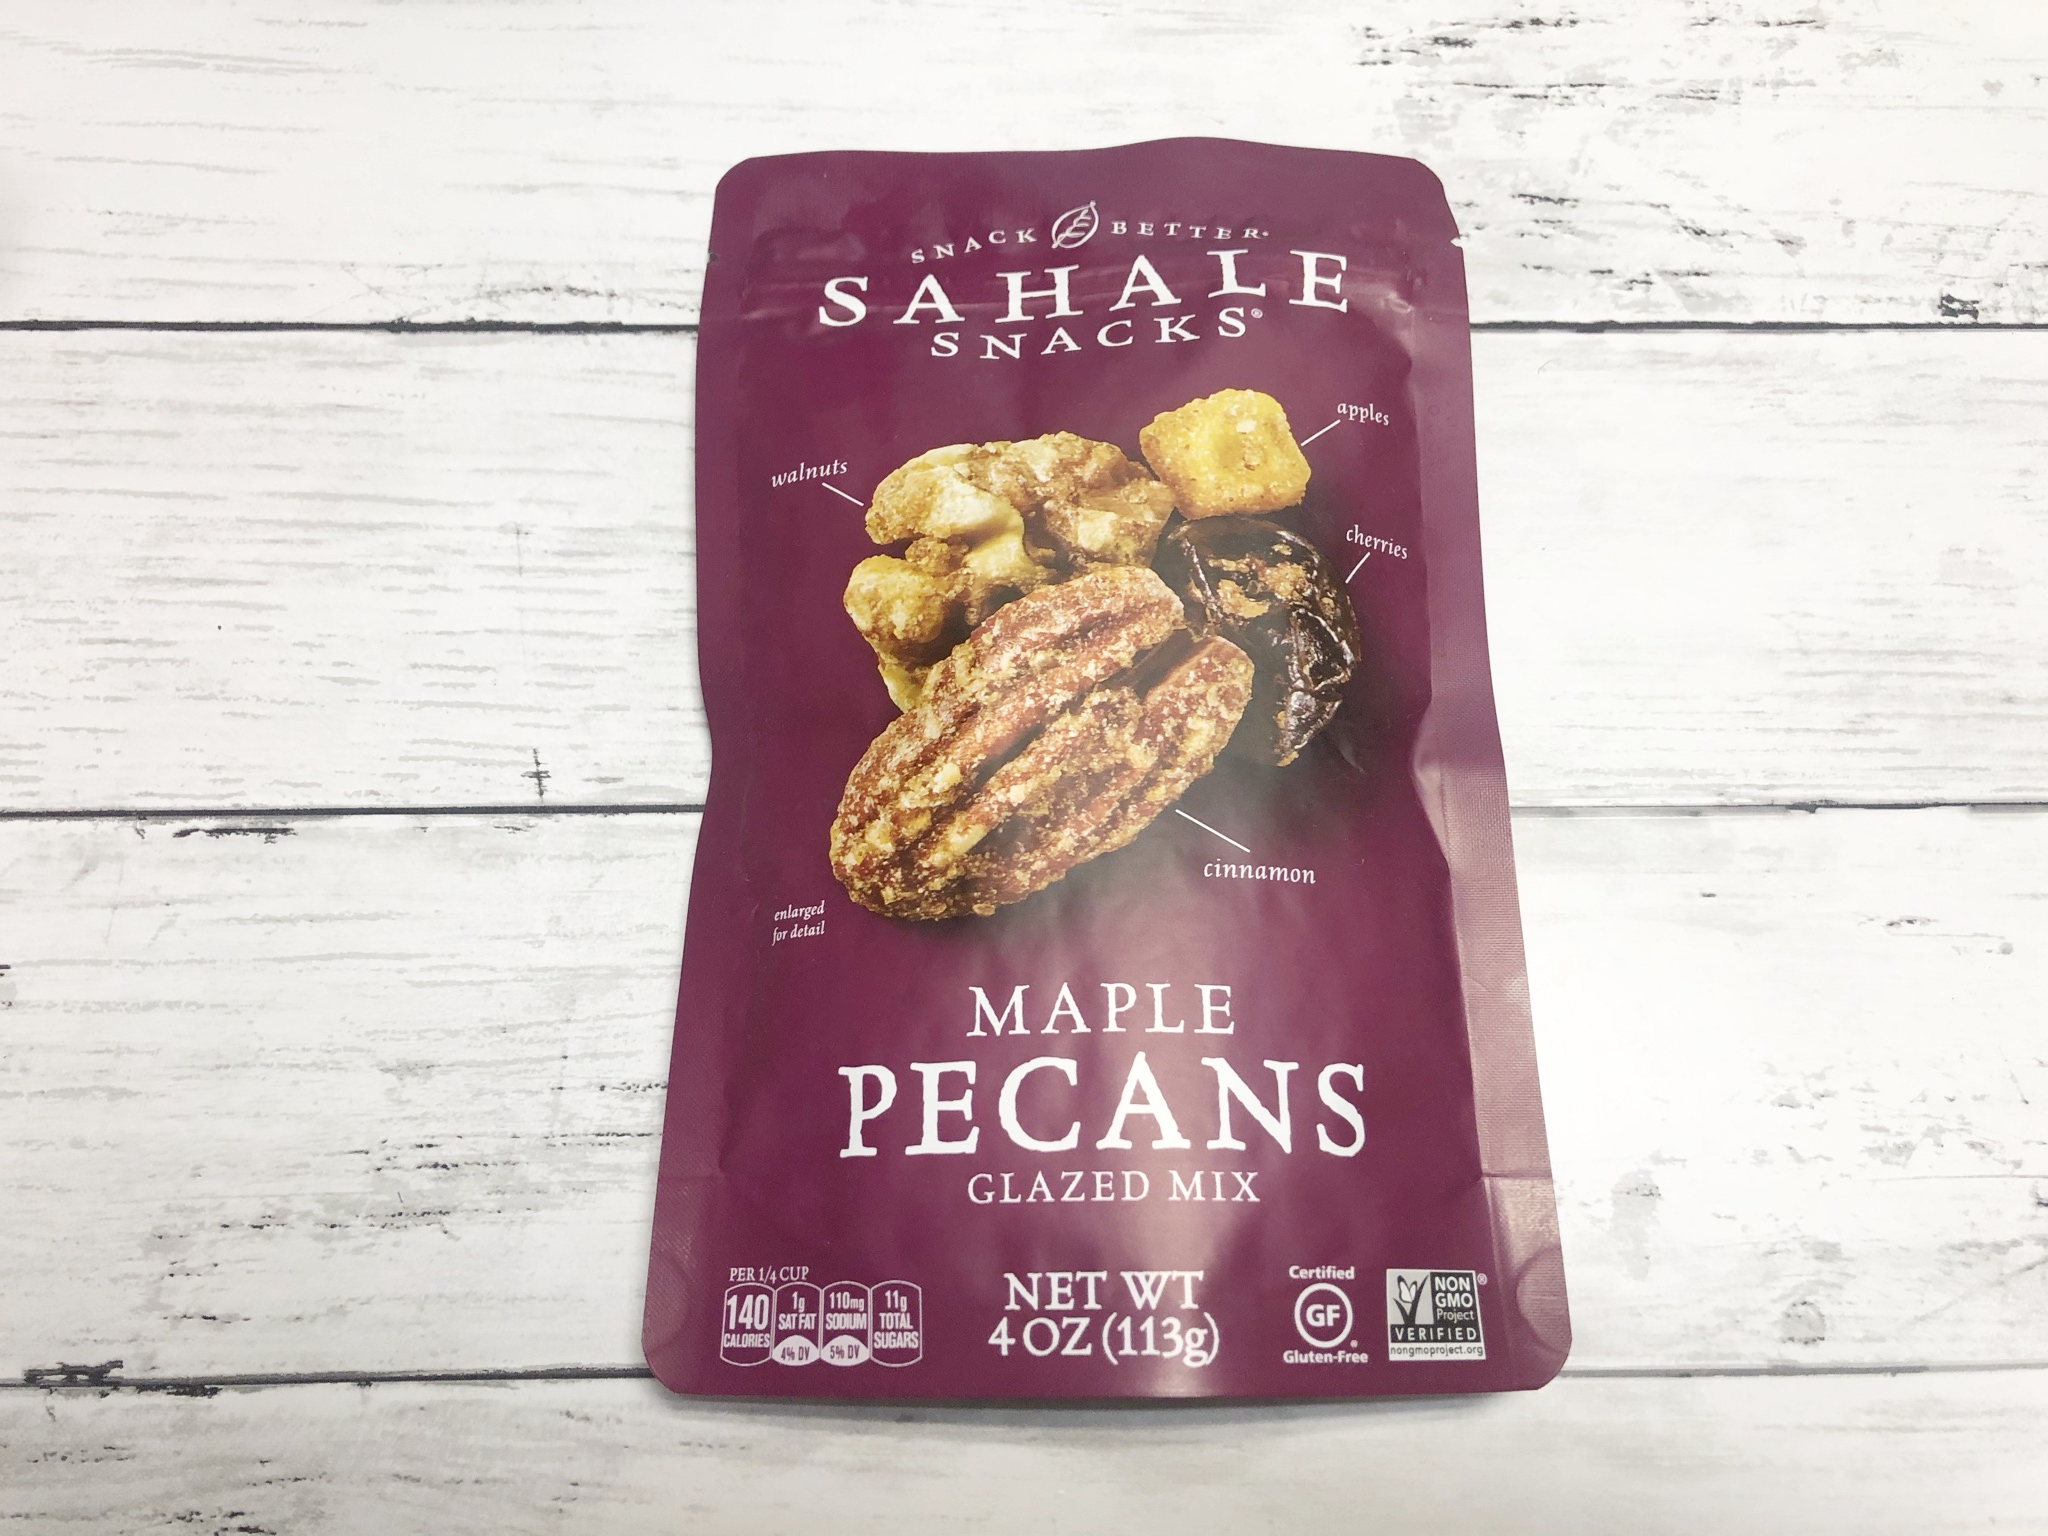 SNACK BETTER
SAHALE
SNACKS®
apples
walnuts
cherries
cinnamon
enlarged
for detail
MAPLE
PECANS
GLAZED MIX
PER 1/4 CUP
140
CALORIES
1g
SAT FAT
4% DV
110mg
SODIUM
5% DV
11g
TOTAL
SUGARS
NET WT
4 OZ (113g)
Certified
GF
Gluten-Free
NON
GMO
Project
VERIFIED
nongmoproject.org